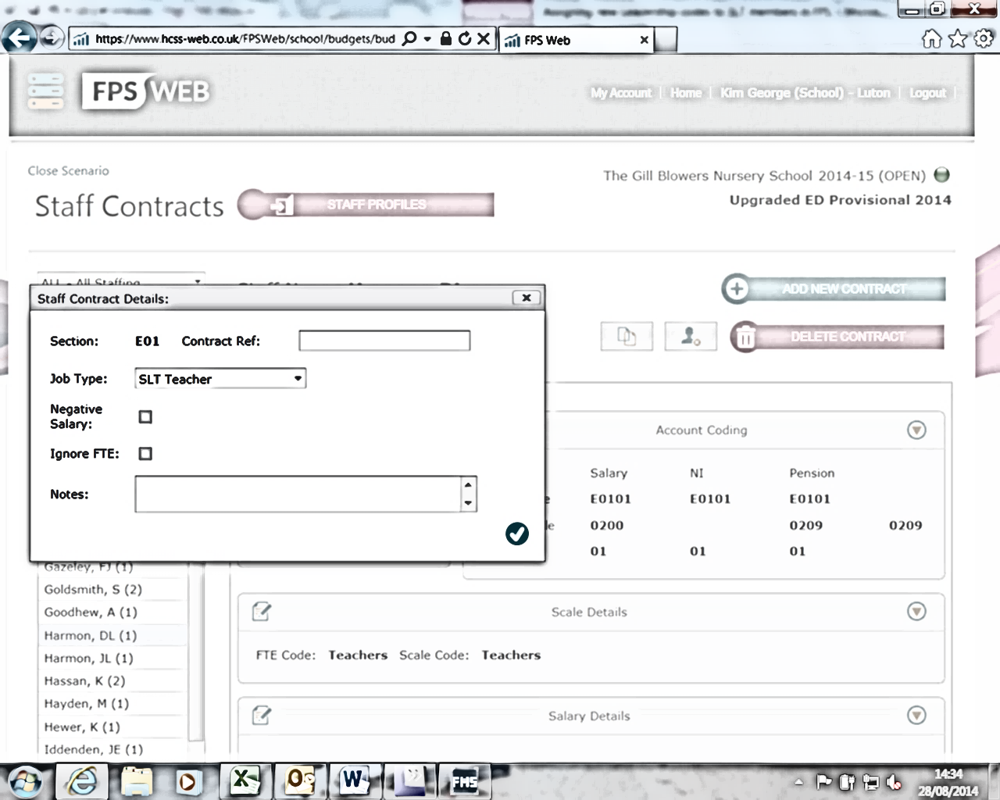 https://www.hcss-web.co.uk/FPSWeb/school/budgets/bud
FPS Web
FPS WEB
My Account | Home | Kim George (School) - Luton | Logout |
Close Scenario
The Gill Blowers Nursery School 2014-15 (OPEN)
Staff Contracts
STAFF PROFILES
Upgraded ED Provisional 2014
ALL - All Staffing
ADD NEW CONTRACT
DELETE CONTRACT
Staff Contract Details:
Section: E01 Contract Ref:
Job Type: SLT Teacher
Negative
Salary:
Ignore FTE:
Notes:
Account Coding
Salary NI Pension
E0101 E0101 E0101
0200 0209 0209
01 01 01
Gazeley, FJ (1)
Goldsmith, S (2)
Goodhew, A (1)
Harmon, DL (1)
Harmon, JL (1)
Hassan, K (2)
Hayden, M (1)
Hewer, K (1)
Iddenden, JE (1)
Scale Details
FTE Code: Teachers Scale Code: Teachers
Salary Details
FMS
14:34
28/08/2014